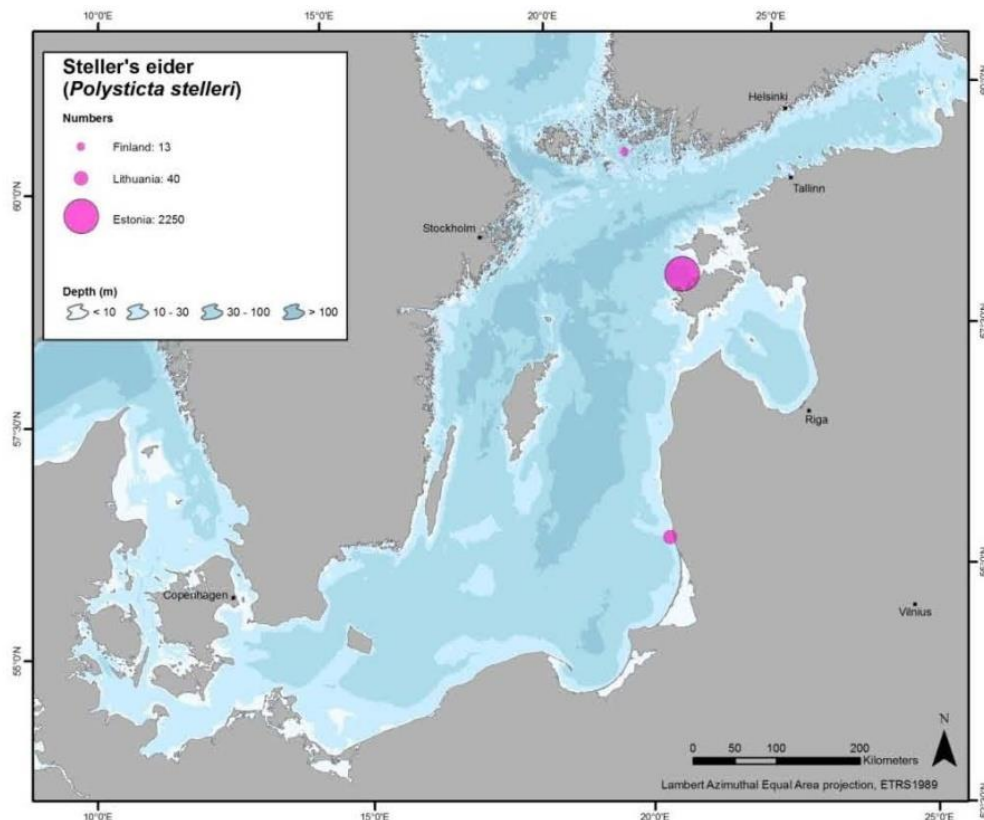 10°0'E 15°0'E 20°0'E 25°0'E
Steller's eider
(Polysticta stelleri)
Numbers
Finland: 13
Lithuania: 40
Estonia: 2250
Depth (m)
< 10 10 - 30 30 - 100 > 100
Helsinki
Tallinn
Stockholm
Riga
Copenhagen
Vilnius
60°0'N
57°30'N
55°0'N
N
0 50 100 200
Kilometers
Lambert Azimuthal Equal Area projection, ETRS1989
10°0'E 15°0'E 20°0'E 25°0'E